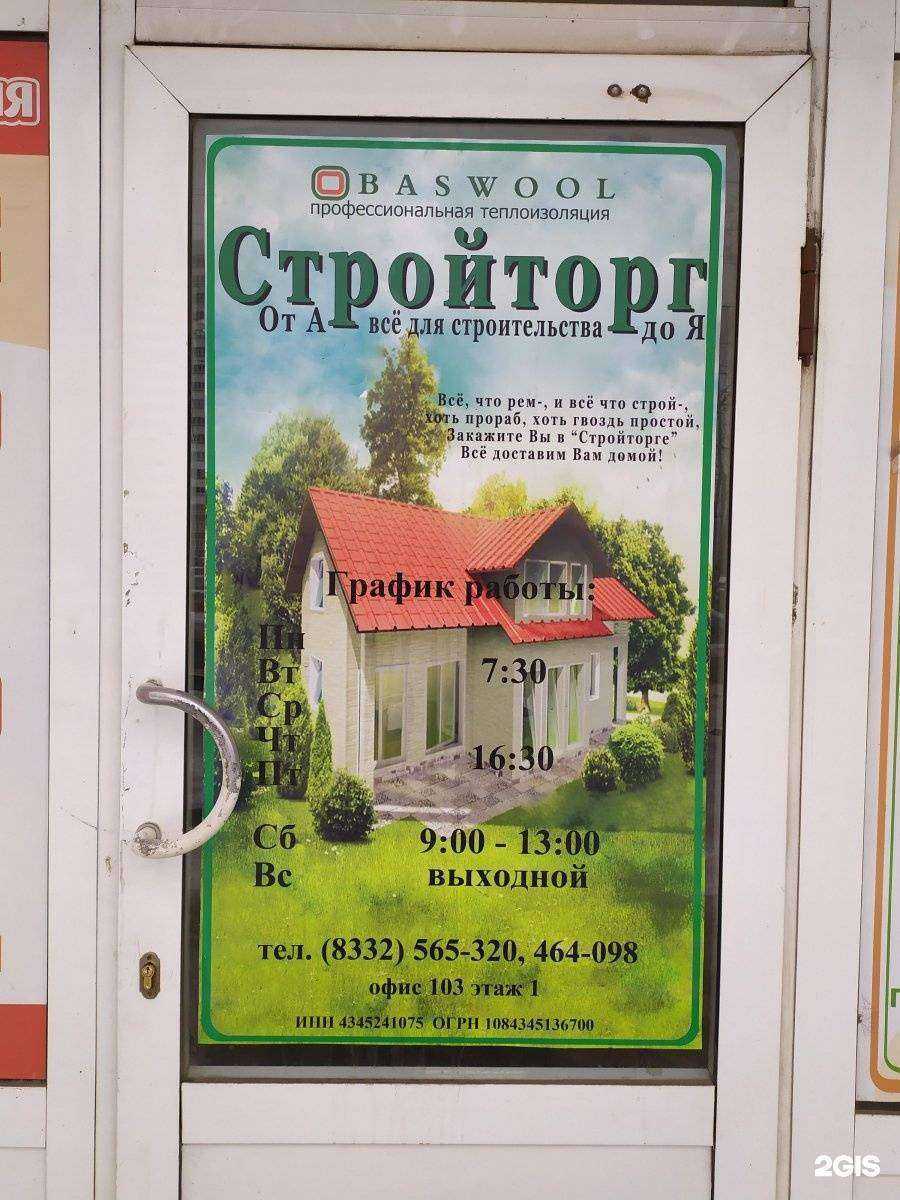 BASWOOL
профессиональная теплоизоляция
Стройторг
От А всё для строительства до Я
Всё, что рем-, и всё что строй-,
хоть прораб, хоть гвоздь простой,
Закажите Вы в “Стройторге”
Всё доставим Вам домой!
График работы:
Пн
Вт 7:30
Ср
Чт
Пт 16:30
Сб 9:00 - 13:00
Вс выходной
тел. (8332) 565-320, 464-098
офис 103 этаж 1
ИНН 4345241075 ОГРН 1084345136700
2GIS